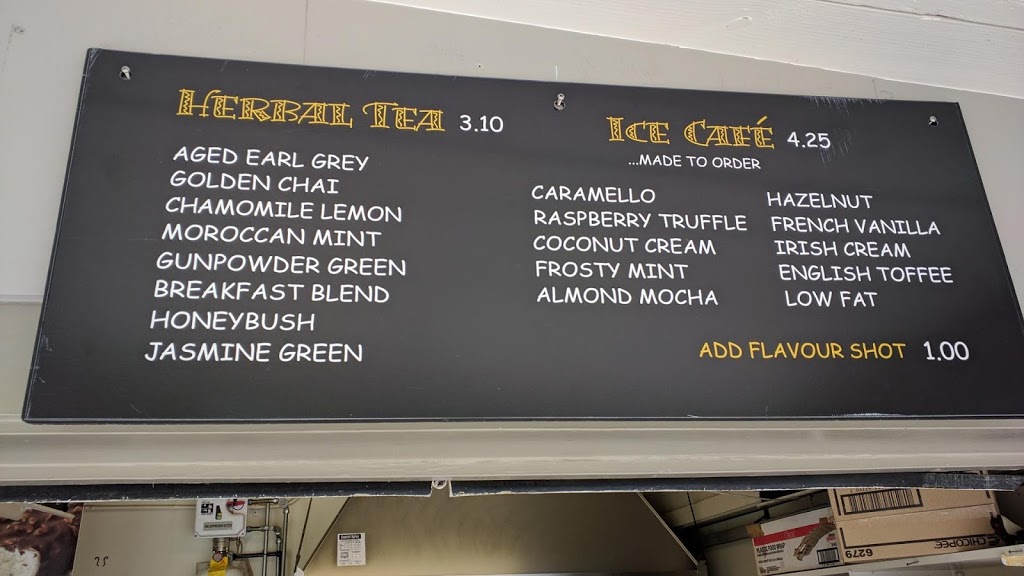 HERBAL TEA 3.10
AGED EARL GREY
GOLDEN CHAI
CHAMOMILE LEMON
MOROCCAN MINT
GUNPOWDER GREEN
BREAKFAST BLEND
HONEYBUSH
JASMINE GREEN
ICE CAFÉ 4.25
...MADE TO ORDER
CARAMELLO
RASPBERRY TRUFFLE
COCONUT CREAM
FROSTY MINT
ALMOND MOCHA
HAZELNUT
FRENCH VANILLA
IRISH CREAM
ENGLISH TOFFEE
LOW FAT
ADD FLAVOUR SHOT 1.00
CHICOPEE
6279